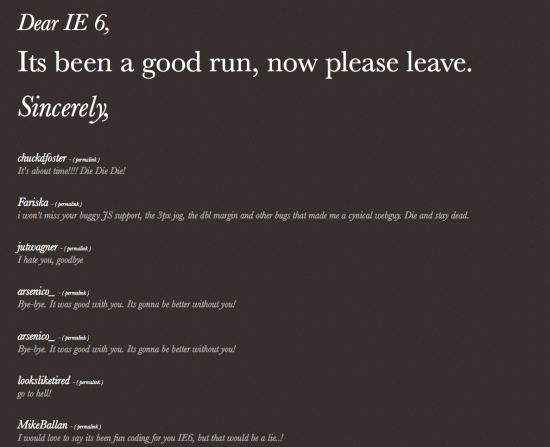 Dear IE 6,
Its been a good run, now please leave.
Sincerely,
chuckdfoster - ( permalink )
It's about time!!!! Die Die Die!
Fariska - ( permalink )
i won't miss your buggy JS support, the 3px jog, the dbl margin and other bugs that made me a cynical webguy. Die and stay dead.
jutwagner - ( permalink )
I hate you, goodbye
arsenico_ - ( permalink )
Bye-bye. It was good with you. Its gonna be better without you!
arsenico_ - ( permalink )
Bye-bye. It was good with you. Its gonna be better without you!
looksliketired - ( permalink )
go to hell!
MikeBallan - ( permalink )
I would love to say its been fun coding for you IE6, but that would be a lie..!